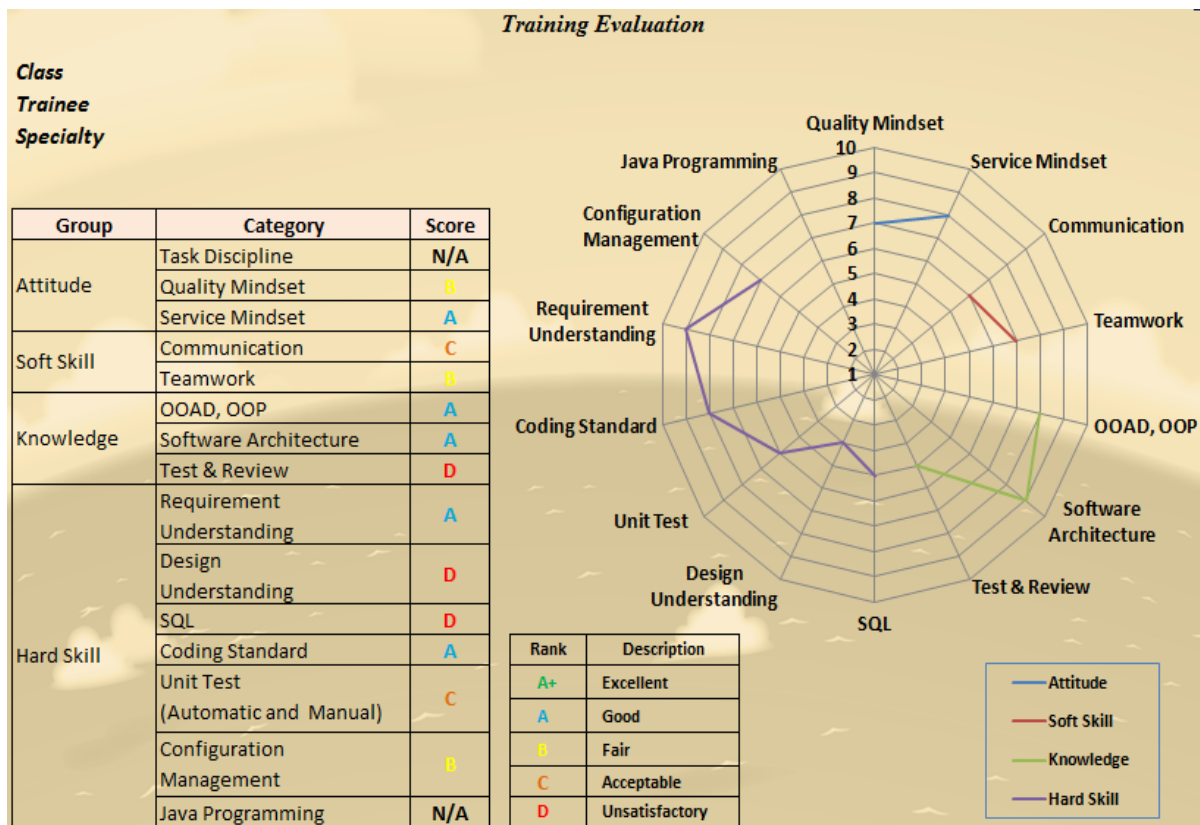 Training Evaluation
Class
Trainee
Specialty
Group Category Score
Attitude
Task Discipline N/A
Quality Mindset B
Service Mindset A
Soft Skill
Communication C
Teamwork B
Knowledge
OOAD, OOP A
Software Architecture A
Test & Review D
Hard Skill
Requirement
Understanding A
Design
Understanding D
SQL D
Coding Standard A
Unit Test
(Automatic and Manual) C
Configuration
Management B
Java Programming N/A
Quality Mindset
Service Mindset
Communication
Teamwork
OOAD, OOP
Software
Architecture
Test & Review
SQL
Design
Understanding
Unit Test
Coding Standard
Requirement
Understanding
Configuration
Management
Java Programming
10
9
8
7
6
5
4
3
2
1
Rank Description
A+ Excellent
A Good
B Fair
C Acceptable
D Unsatisfactory
Attitude
Soft Skill
Knowledge
Hard Skill